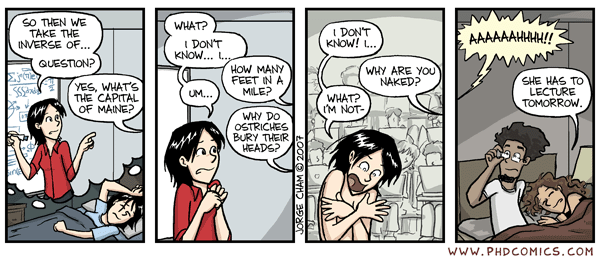 SO THEN WE
TAKE THE
INVERSE OF...
QUESTION?
YES, WHAT'S
THE CAPITAL
OF MAINE?
WHAT?
I DON'T
KNOW... I...
HOW MANY
FEET IN A
MILE?
UM...
WHY DO
OSTRICHES
BURY THEIR
HEADS?
JORGE CHAM © 2007
I DON'T
KNOW! I...
WHY ARE YOU
NAKED?
WHAT?
I'M NOT-
AAAAAAHHHH!!
SHE HAS TO
LECTURE
TOMORROW.
WWW.PHDCOMICS.COM